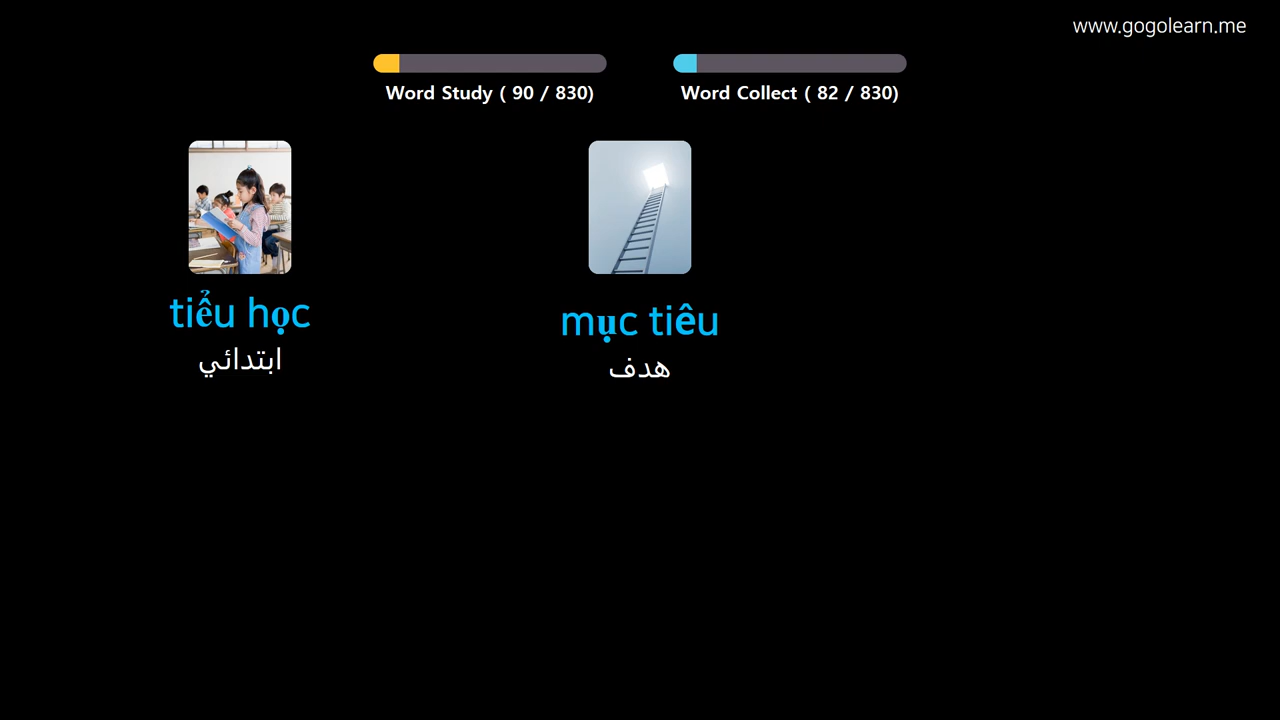 www.gogolearn.me
Word Study ( 90 / 830)
Word Collect ( 82 / 830)
tiểu học
ابتدائي
mục tiêu
هدف